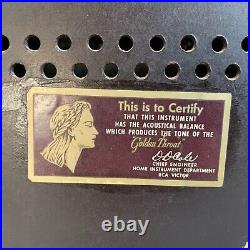 This is to Certify
THAT THIS INSTRUMENT
HAS THE ACOUSTICAL BALANCE
WHICH PRODUCES THE TONE OF THE
"Golden Throat"
CHIEF ENGINEER
HOME INSTRUMENT DEPARTMENT
RCA VICTOR